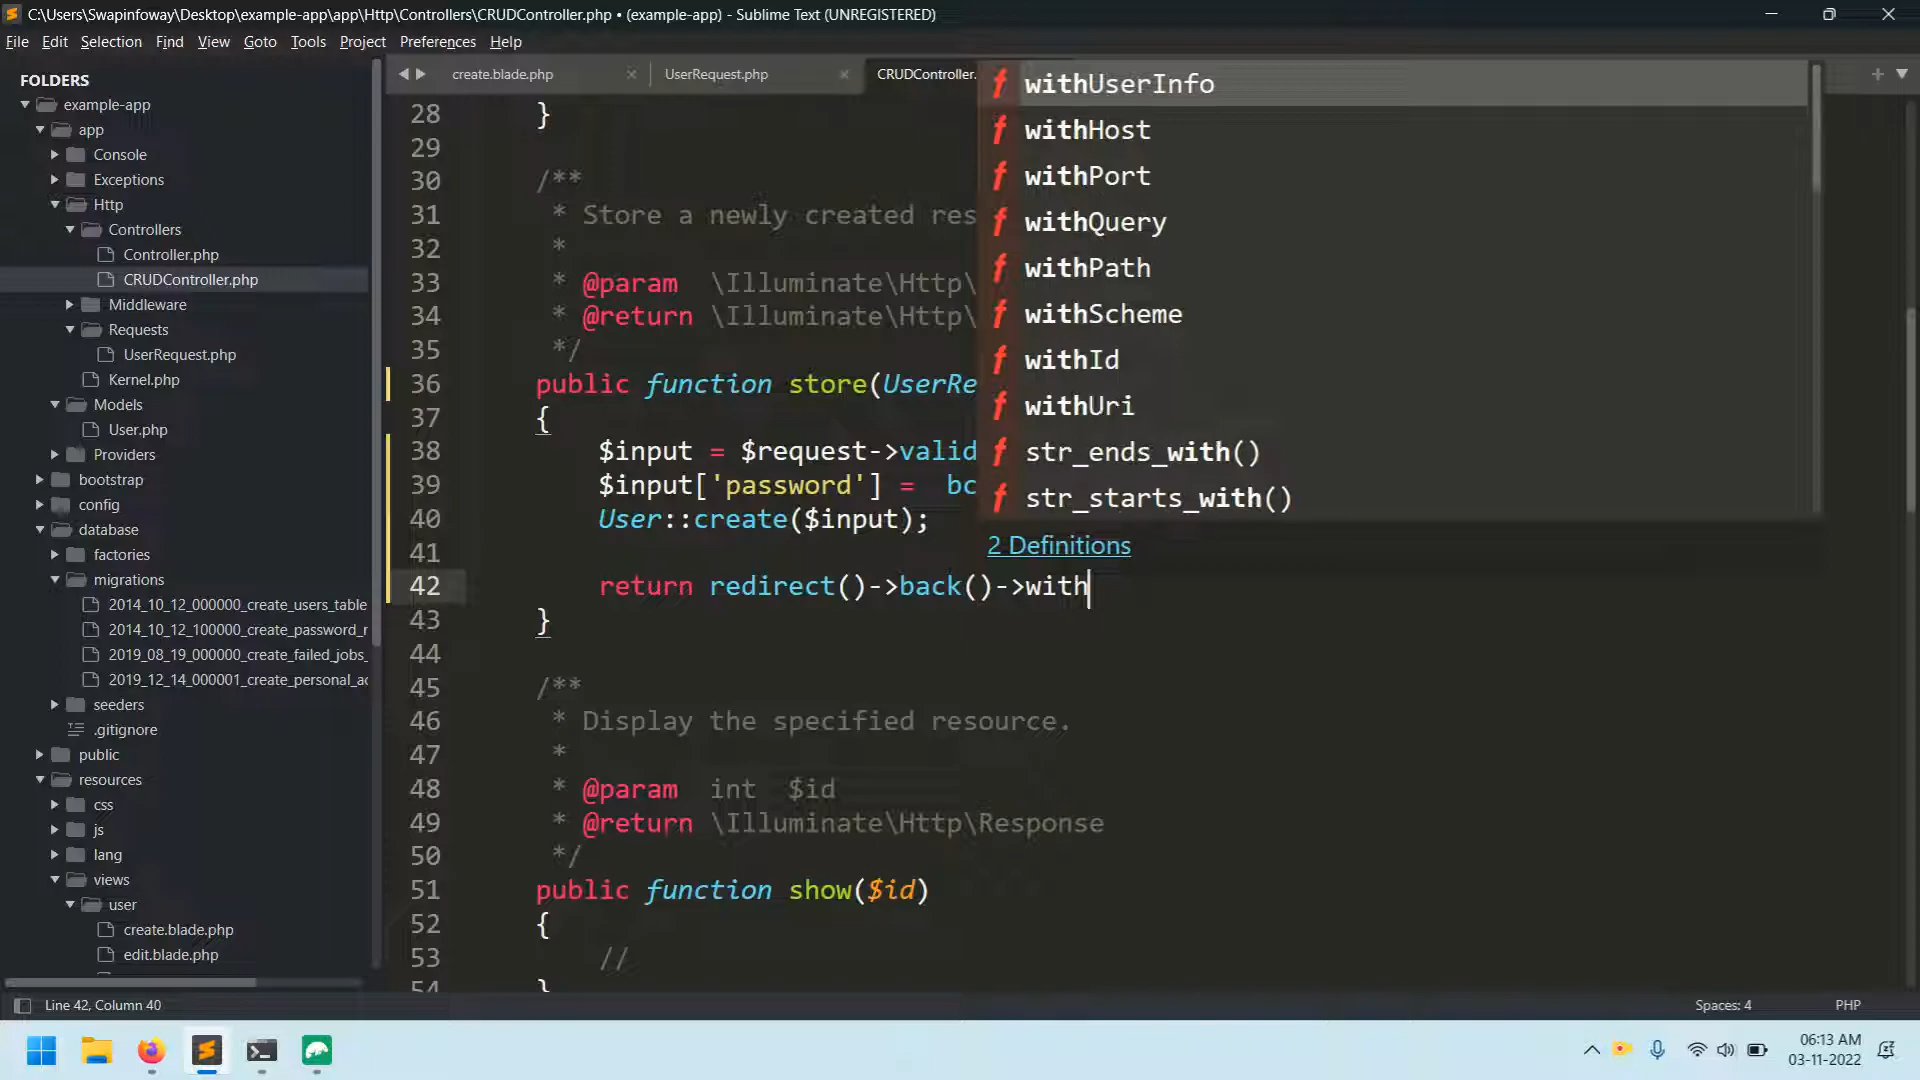 C:\Users\Swapinfoway\Desktop\example-app\app\Http\Controllers\CRUDController.php • (example-app) - Sublime Text (UNREGISTERED)
File Edit Selection Find View Goto Tools Project Preferences Help
FOLDERS
example-app
app
Console
Exceptions
Http
Controllers
Controller.php
CRUDController.php
Middleware
Requests
UserRequest.php
Kernel.php
Models
User.php
Providers
bootstrap
config
database
factories
migrations
2014_10_12_000000_create_users_table
2014_10_12_100000_create_password_r
2019_08_19_000000_create_failed_jobs_
2019_12_14_000001_create_personal_ac
seeders
.gitignore
public
resources
css
js
lang
views
user
create.blade.php
edit.blade.php
create.blade.php × UserRequest.php × CRUDController.
28 }
29
30 /**
31 * Store a newly created res
32 *
33 * @param \Illuminate\Http\
34 * @return \Illuminate\Http\
35 */
36 public function store(UserRe
37 {
38 $input = $request->valid
39 $input['password'] = bc
40 User::create($input);
41
42 return redirect()->back()->with
43 }
44
45 /**
46 * Display the specified resource.
47 *
48 * @param int $id
49 * @return \Illuminate\Http\Response
50 */
51 public function show($id)
52 {
53 //
54 }
f withUserInfo
f withHost
f withPort
f withQuery
f withPath
f withScheme
f withId
f withUri
f str_ends_with()
f str_starts_with()
2 Definitions
Line 42, Column 40
Spaces: 4
PHP
06:13 AM
03-11-2022